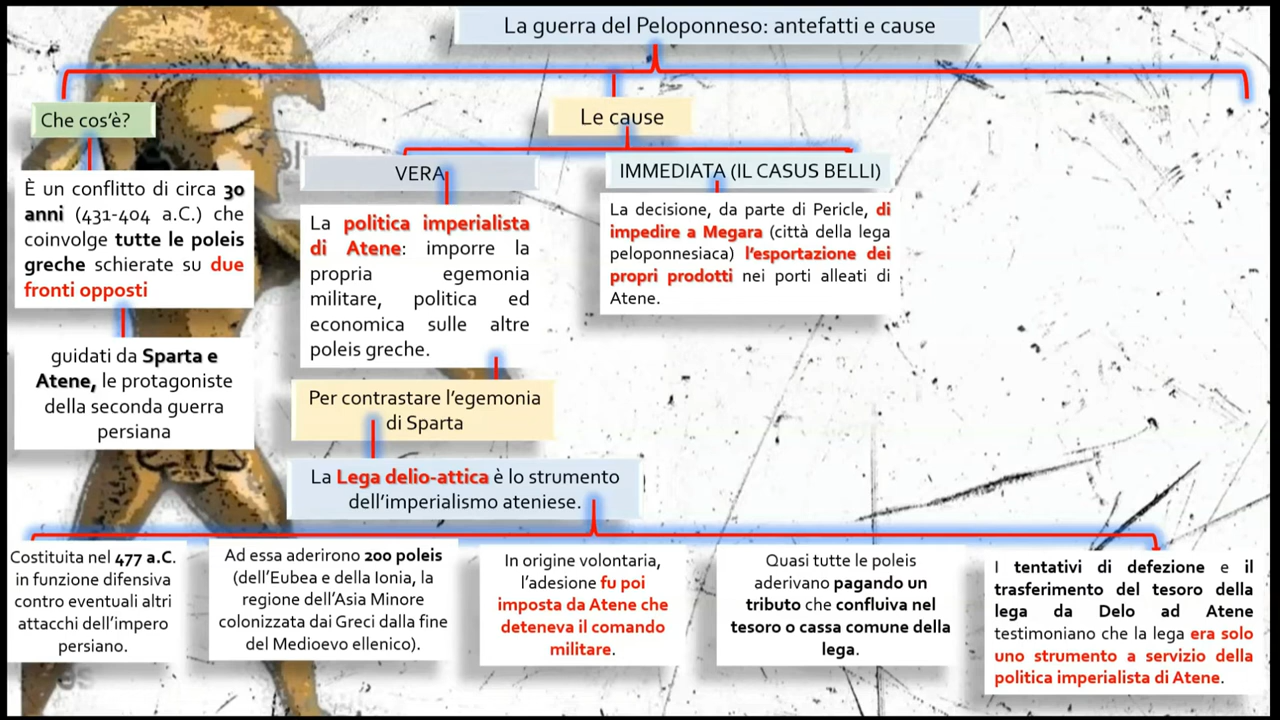 La guerra del Peloponneso: antefatti e cause
Che cos'è?
È un conflitto di circa 30
anni (431-404 a.C.) che
coinvolge tutte le poleis
greche schierate su due
fronti opposti
guidati da Sparta e
Atene, le protagoniste
della seconda guerra
persiana
Le cause
VERA
La politica imperialista
di Atene: imporre la
propria egemonia
militare, politica ed
economica sulle altre
poleis greche.
Per contrastare l'egemonia
di Sparta
La Lega delio-attica è lo strumento
dell'imperialismo ateniese.
IMMEDIATA (IL CASUS BELLI)
La decisione, da parte di Pericle, di
impedire a Megara (città della lega
peloponnesiaca) l'esportazione dei
propri prodotti nei porti alleati di
Atene.
Costituita nel 477 a.C.
in funzione difensiva
contro eventuali altri
attacchi dell'impero
persiano.
Ad essa aderirono 200 poleis
(dell'Eubea e della Ionia, la
regione dell'Asia Minore
colonizzata dai Greci dalla fine
del Medioevo ellenico).
In origine volontaria,
l'adesione fu poi
imposta da Atene che
deteneva il comando
militare.
Quasi tutte le poleis
aderivano pagando un
tributo che confluiva nel
tesoro o cassa comune della
lega.
I tentativi di defezione e il
trasferimento del tesoro della
lega da Delo ad Atene
testimoniano che la lega era solo
uno strumento a servizio della
politica imperialista di Atene.